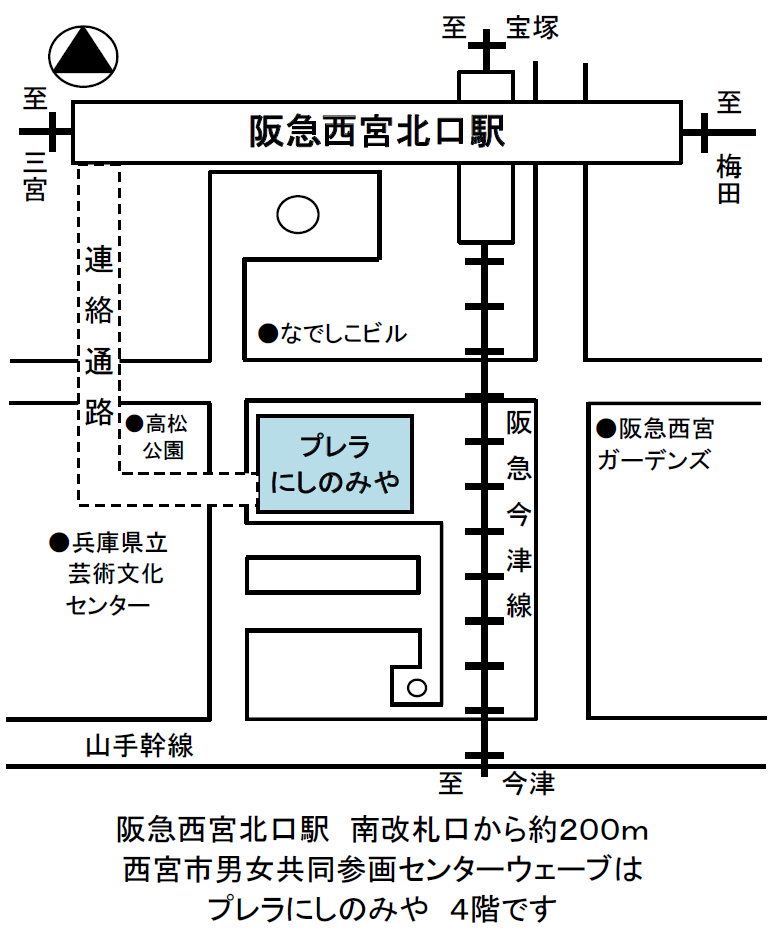 至 宝塚
至
三宮
阪急西宮北口駅
至
梅田
連絡通路
●なでしこビル
●高松
公園
プレラ
にしのみや
阪急今津線
●阪急西宮
ガーデンズ
●兵庫県立
芸術文化
センター
山手幹線
至 今津
阪急西宮北口駅 南改札口から約200m
西宮市男女共同参画センターウェーブは
プレラにしのみや 4階です